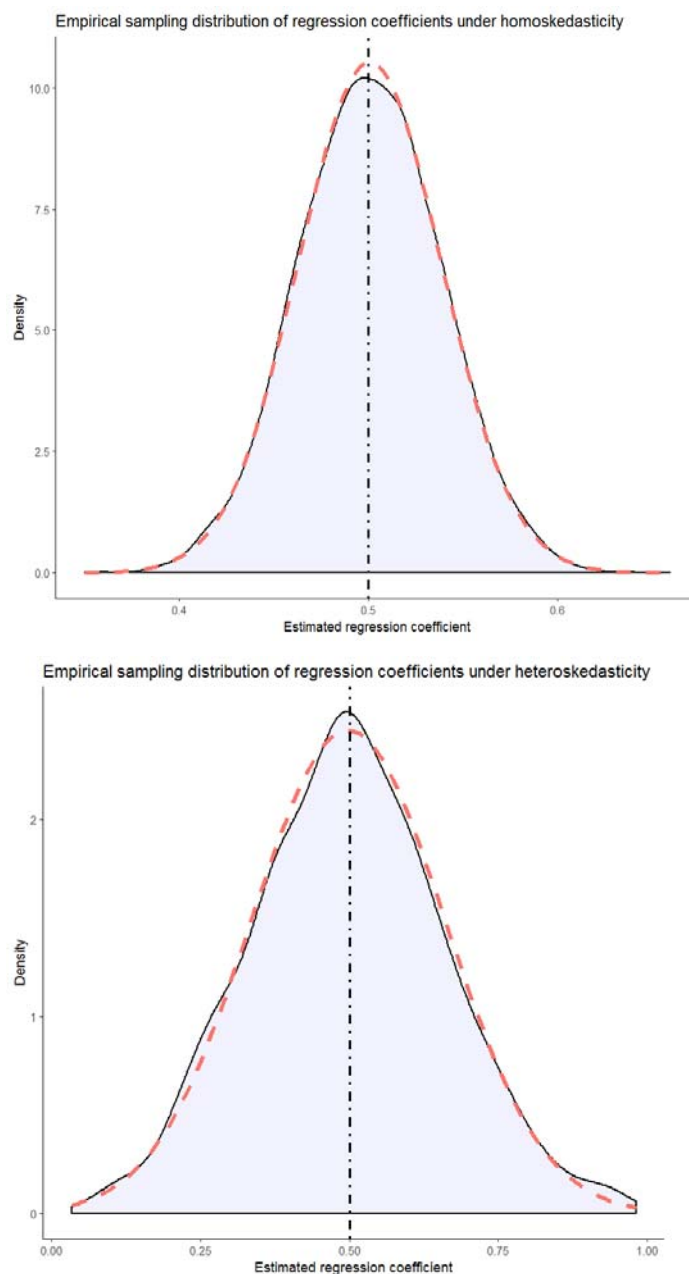 Empirical sampling distribution of regression coefficients under homoskedasticity
10.0
7.5
Density
5.0
2.5
0.0
0.4
0.5
0.6
Estimated regression coefficient
Empirical sampling distribution of regression coefficients under heteroskedasticity
2
Density
1
0
0.00
0.25
0.50
0.75
1.00
Estimated regression coefficient